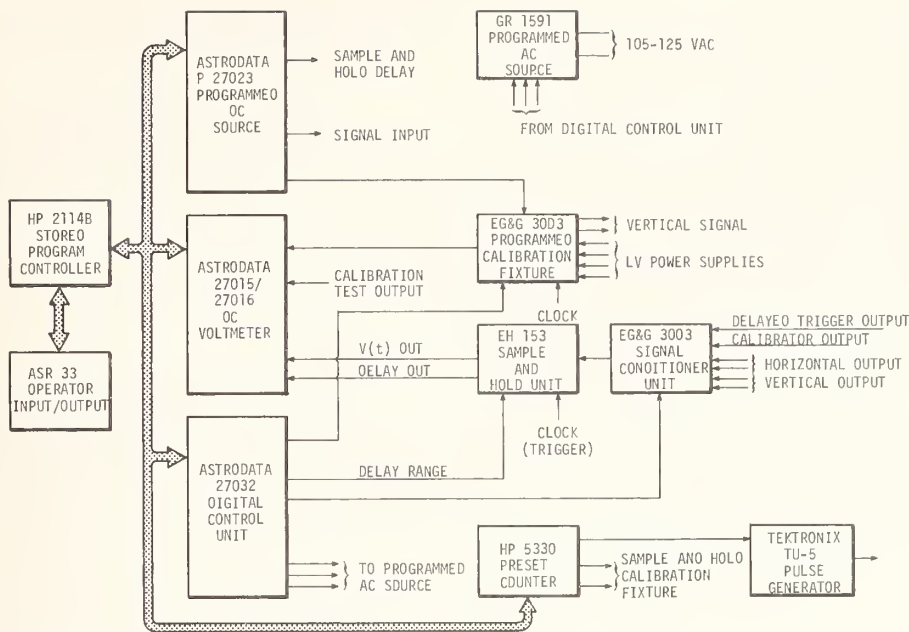 ASTRODATA
P 27023
PROGRAMMEO
OC
SOURCE
SAMPLE AND
HOLO DELAY
SIGNAL INPUT
GR 1591
PROGRAMMED
AC
SOURCE
105-125 VAC
FROM DIGITAL CONTROL UNIT
HP 2114B
STOREO
PROGRAM
CONTROLLER
ASR 33
OPERATOR
INPUT/OUTPUT
ASTRODATA
27015/
27016
OC
VOLTMETER
CALIBRATION
TEST OUTPUT
V(t) OUT
OELAY OUT
EG&G 30D3
PROGRAMMEO
CALIBRATION
FIXTURE
VERTICAL SIGNAL
LV POWER SUPPLIES
CLOCK
EH 153
SAMPLE
AND
HOLD UNIT
CLOCK
(TRIGGER)
EG&G 3003
SIGNAL
CONOITIONER
UNIT
DELAYEO TRIGGER OUTPUT
CALIBRATOR OUTPUT
HORIZONTAL OUTPUT
VERTICAL OUTPUT
ASTRODATA
27032
OIGITAL
CONTROL
UNIT
DELAY RANGE
TO PROGRAMMED
AC SOURCE
HP 5330
PRESET
COUNTER
SAMPLE ANO HOLO
CALIBRATION
FIXTURE
TEKTRONIX
TU-5
PULSE
GENERATOR